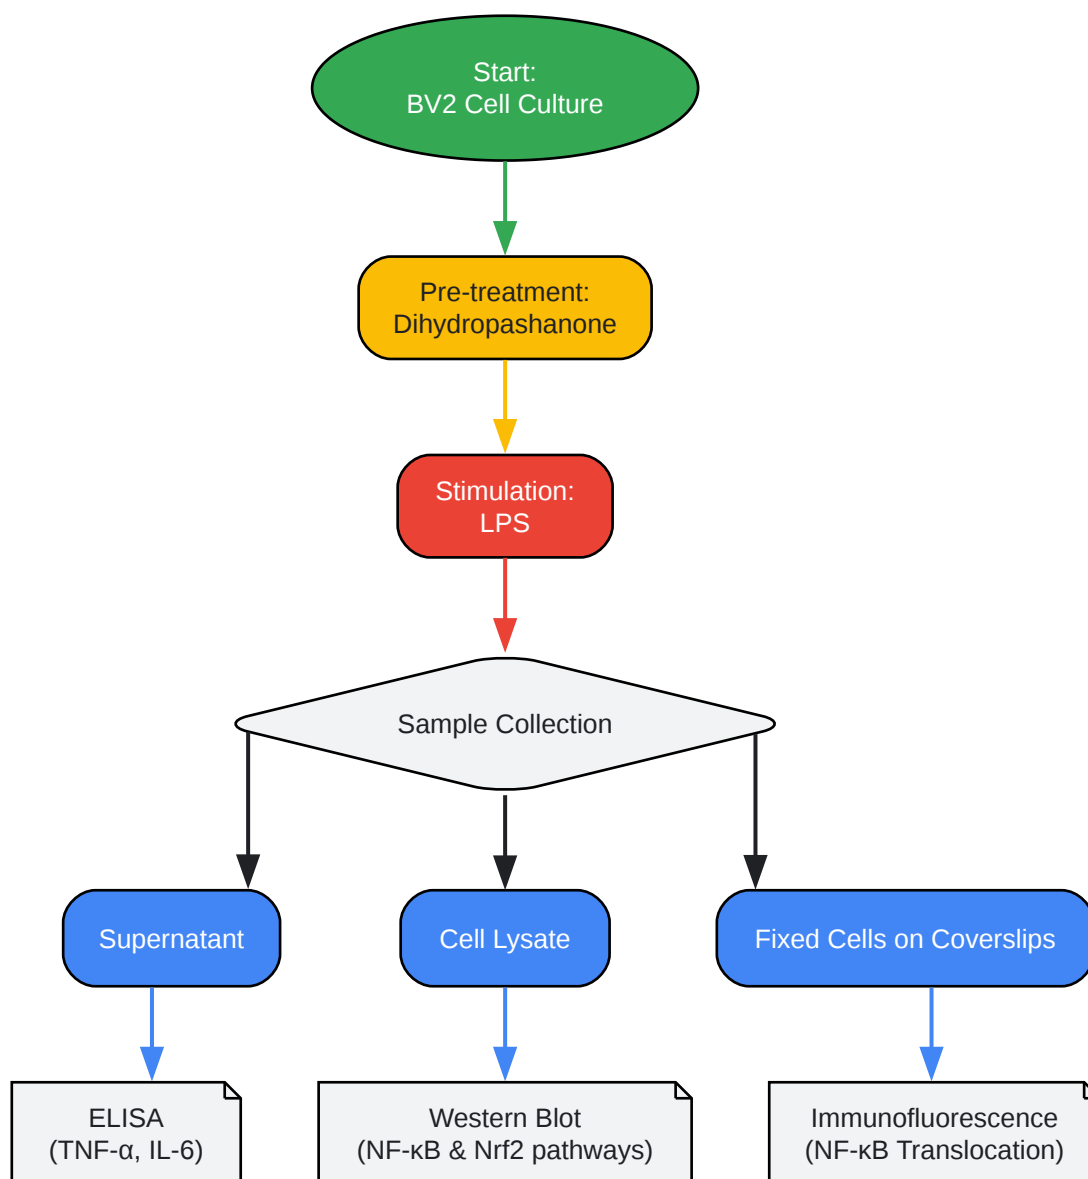 Start:
BV2 Cell Culture
Pre-treatment:
Dihydropashanone
Stimulation:
LPS
Sample Collection
Supernatant
Cell Lysate
Fixed Cells on Coverslips
ELISA
(TNF-α, IL-6)
Western Blot
(NF-κB & Nrf2 pathways)
Immunofluorescence
(NF-κB Translocation)